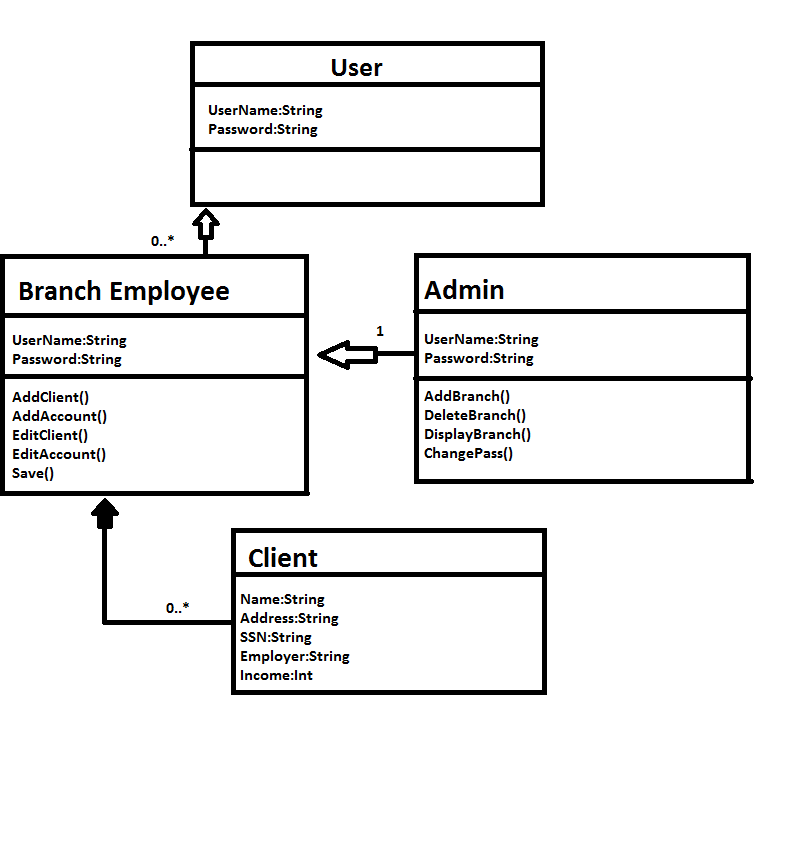 User
UserName:String
Password:String
0..*
Branch Employee
UserName:String
Password:String
AddClient()
AddAccount()
EditClient()
EditAccount()
Save()
1
Admin
UserName:String
Password:String
AddBranch()
DeleteBranch()
DisplayBranch()
ChangePass()
0..*
Client
Name:String
Address:String
SSN:String
Employer:String
Income:Int